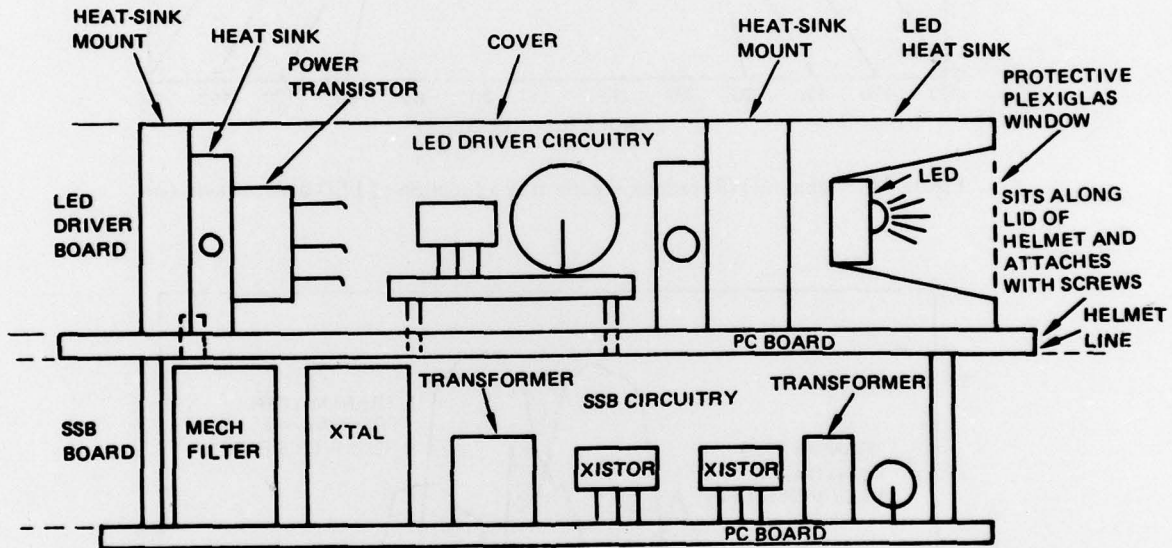 HEAT-SINK
MOUNT
HEAT SINK
POWER
TRANSISTOR
COVER
HEAT-SINK
MOUNT
LED
HEAT SINK
PROTECTIVE
PLEXIGLAS
WINDOW
LED DRIVER CIRCUITRY
LED
DRIVER
BOARD
LED
SITS ALONG
LID OF
HELMET AND
ATTACHES
WITH SCREWS
HELMET
LINE
PC BOARD
SSB
BOARD
MECH
FILTER
XTAL
TRANSFORMER
SSB CIRCUITRY
TRANSFORMER
XISTOR
XISTOR
PC BOARD